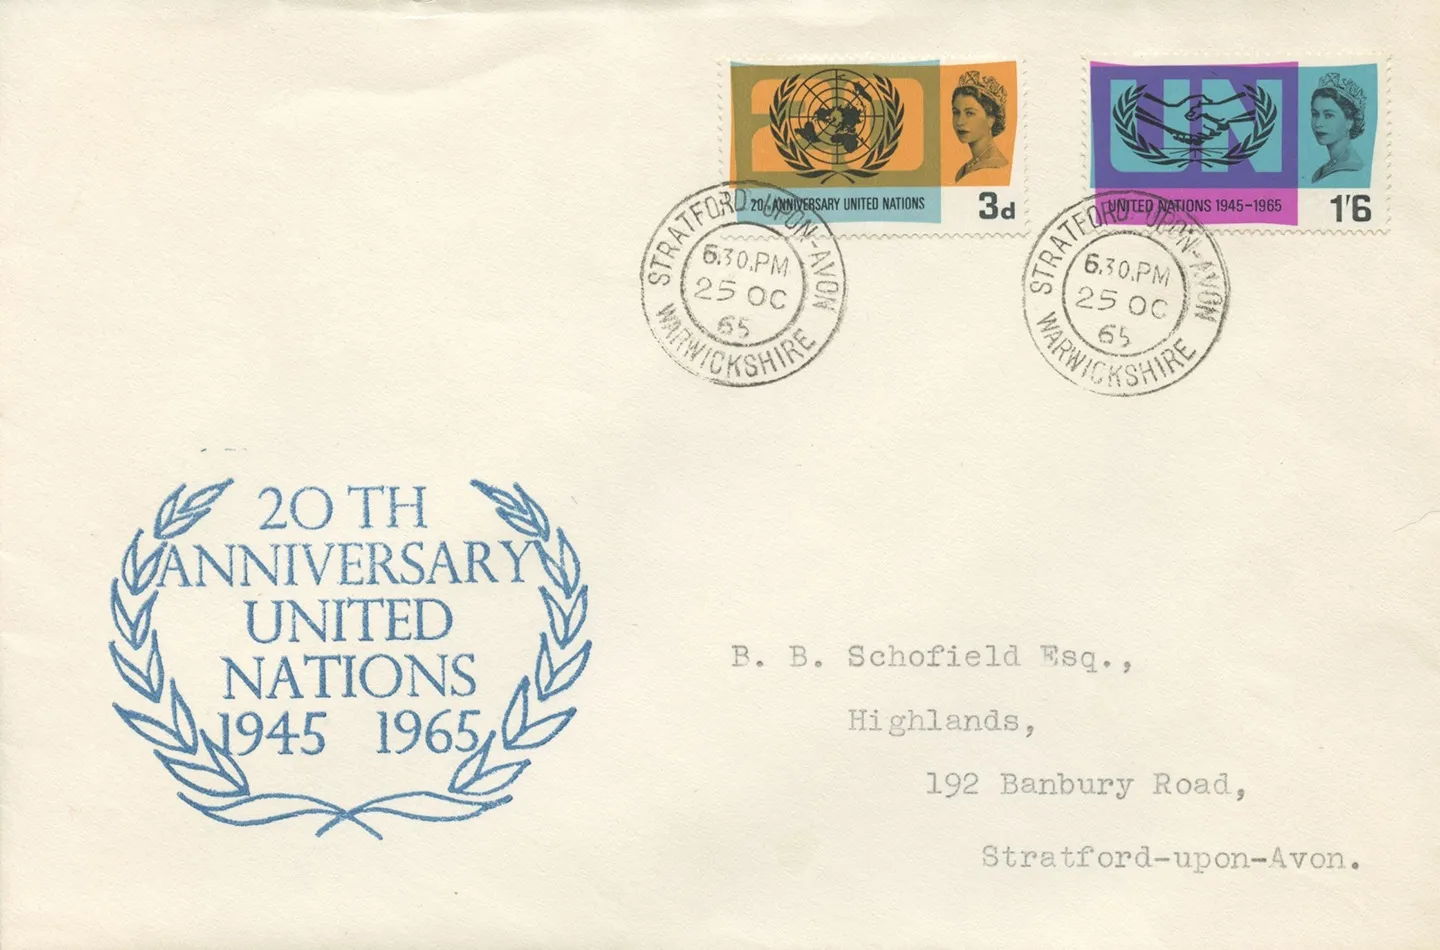 20TH ANNIVERSARY UNITED NATIONS
3d
UNITED NATIONS 1945-1965
1'6
UN
STRATFORD-UPON-AVON
6.30.PM
25 OC
65
WARWICKSHIRE
STRATFORD-UPON-AVON
6.30.PM
25 OC
65
WARWICKSHIRE
20TH
ANNIVERSARY
UNITED
NATIONS
1945 1965
B. B. Schofield Esq.,
Highlands,
192 Banbury Road,
Stratford-upon-Avon.